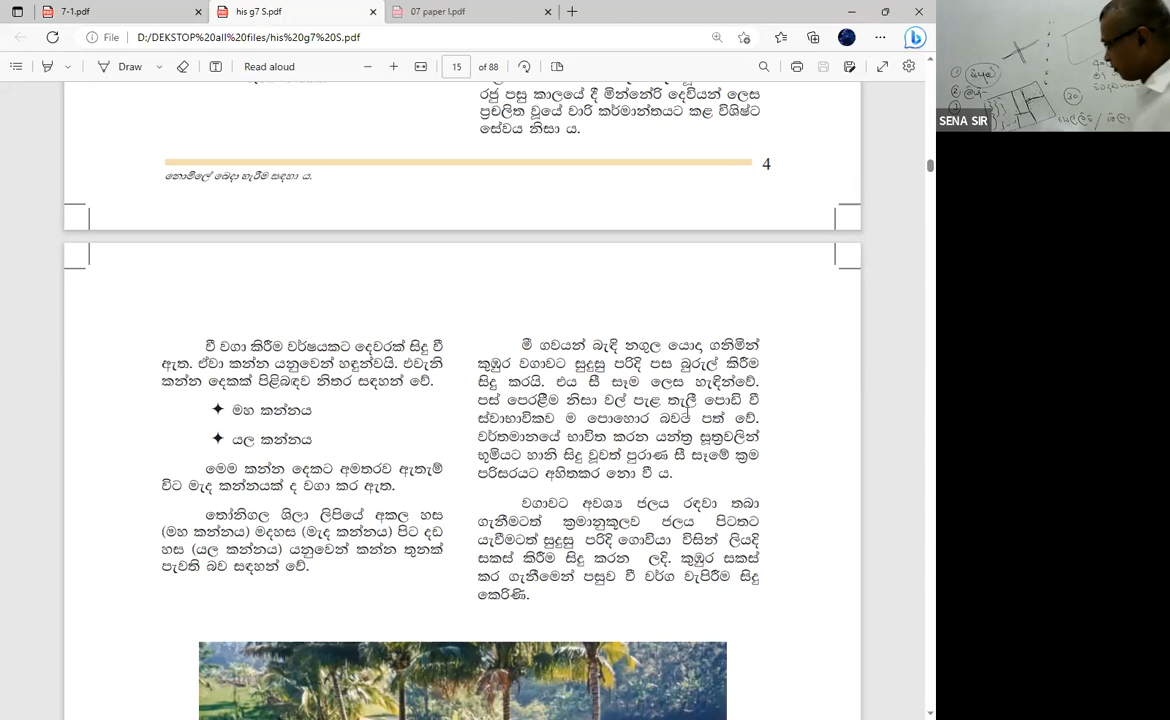 7-1.pdf
his g7 S.pdf
07 paper I.pdf
File
D:/DEKSTOP%20all%20files/his%20g7%20S.pdf
Draw
Read aloud
15
of 88
රජු පසු කාලයේ දී මින්නේරි දෙවියන් ලෙස
ප්‍රචලිත වූයේ වාරි කර්මාන්තයට කළ විශිෂ්ට
සේවය නිසා ය.
4
නොමිලේ බෙදා හැරීම සඳහා ය.
වී වගා කිරීම වර්ෂයකට දෙවරක් සිදු වී
ඇත. ඒවා කන්න යනුවෙන් හඳුන්වයි. එවැනි
කන්න දෙකක් පිළිබඳව නිතර සඳහන් වේ.
✦ මහ කන්නය
✦ යල කන්නය
මෙම කන්න දෙකට අමතරව ඇතැම්
විට මැද කන්නයක් ද වගා කර ඇත.
තෝනිගල ශිලා ලිපියේ අකල හස
(මහ කන්නය) මදහස (මැද කන්නය) පිට දඩ
හස (යල කන්නය) යනුවෙන් කන්න තුනක්
පැවති බව සඳහන් වේ.
මී ගවයන් බැඳි නගුල යොදා ගනිමින්
කුඹුර වගාවට සුදුසු පරිදි පස බුරුල් කිරීම
සිදු කරයි. එය සී සෑම ලෙස හැඳින්වේ.
පස් පෙරළීම නිසා වල් පැළ තැලී පොඩි වී
ස්වාභාවිකව ම පොහොර බවට පත් වේ.
වර්තමානයේ භාවිත කරන යන්ත්‍ර සූත්‍රවලින්
භූමියට හානි සිදු වූවත් පුරාණ සී සෑමේ ක්‍රම
පරිසරයට අහිතකර නො වී ය.
වගාවට අවශ්‍ය ජලය රඳවා තබා
ගැනීමටත් ක්‍රමානුකූලව ජලය පිටතට
යැවීමටත් සුදුසු පරිදි ගොවියා විසින් ලියදි
සකස් කිරීම සිදු කරන ලදි. කුඹුර සකස්
කර ගැනීමෙන් පසුව වී වර්ග වැපිරීම සිදු
කෙරිණි.
SENA SIR
30